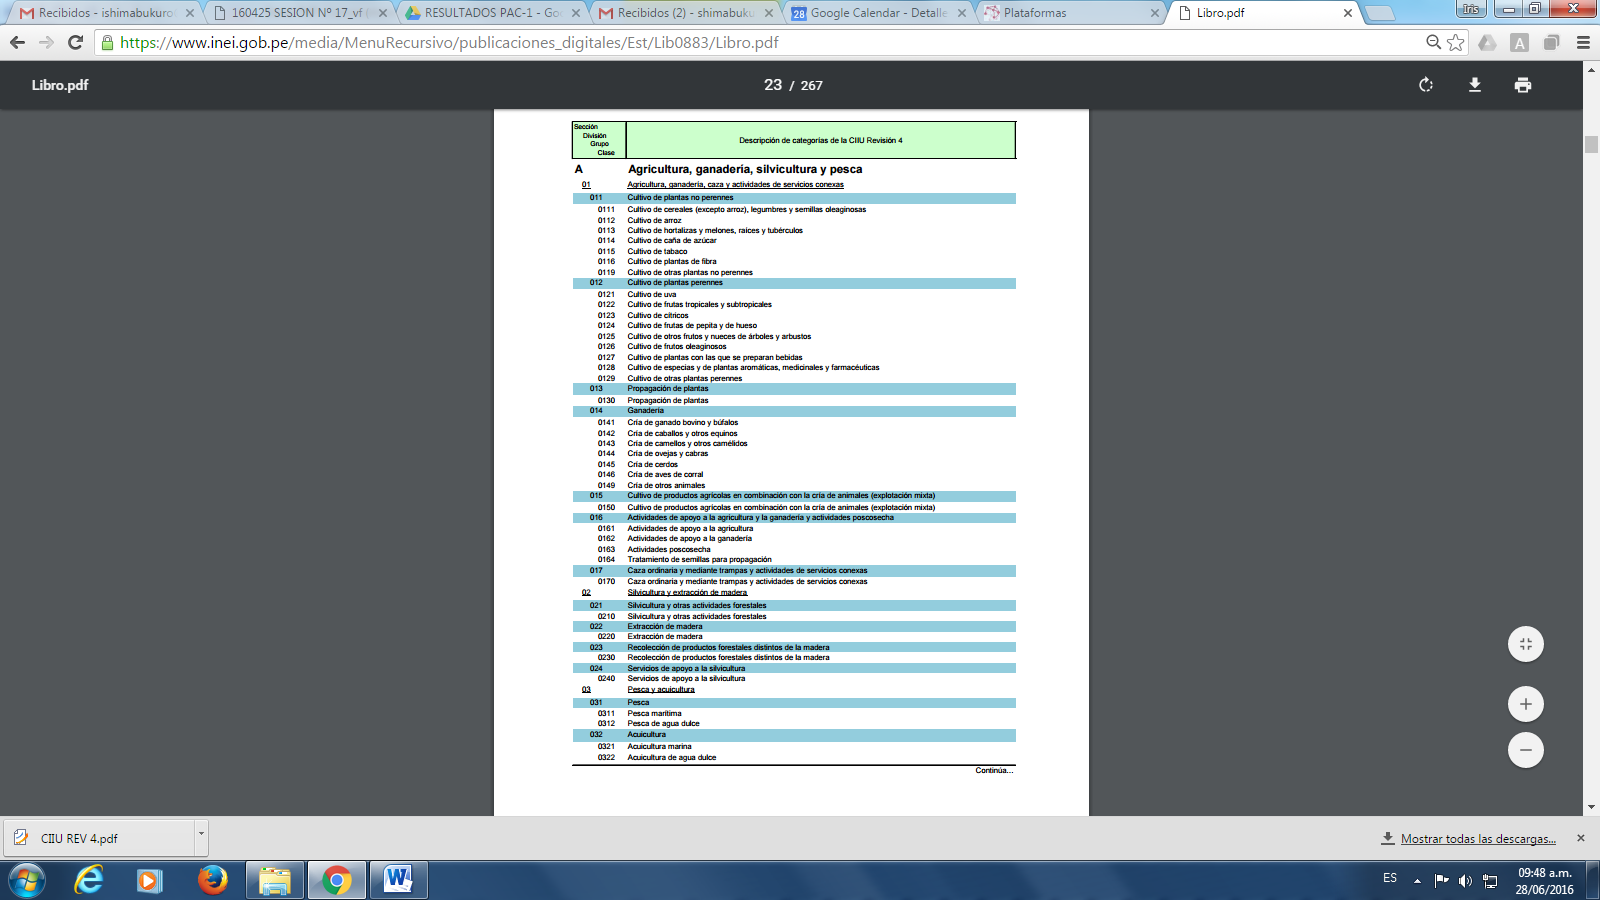 Recibidos - ishimabukuro
160425 SESION Nº 17_vf
RESULTADOS PAC-1 - Go
Recibidos (2) - shimabuku
28 Google Calendar - Detalle
Plataformas
Libro.pdf
Iris
https://www.inei.gob.pe/media/MenuRecursivo/publicaciones_digitales/Est/Lib0883/Libro.pdf
Libro.pdf
23 / 267
Sección
División
Grupo
Clase
Descripción de categorías de la CIIU Revisión 4
A Agricultura, ganadería, silvicultura y pesca
01 Agricultura, ganadería, caza y actividades de servicios conexas
011 Cultivo de plantas no perennes
0111 Cultivo de cereales (excepto arroz), legumbres y semillas oleaginosas
0112 Cultivo de arroz
0113 Cultivo de hortalizas y melones, raíces y tubérculos
0114 Cultivo de caña de azúcar
0115 Cultivo de tabaco
0116 Cultivo de plantas de fibra
0119 Cultivo de otras plantas no perennes
012 Cultivo de plantas perennes
0121 Cultivo de uva
0122 Cultivo de frutas tropicales y subtropicales
0123 Cultivo de cítricos
0124 Cultivo de frutas de pepita y de hueso
0125 Cultivo de otros frutos y nueces de árboles y arbustos
0126 Cultivo de frutos oleaginosos
0127 Cultivo de plantas con las que se preparan bebidas
0128 Cultivo de especias y de plantas aromáticas, medicinales y farmacéuticas
0129 Cultivo de otras plantas perennes
013 Propagación de plantas
0130 Propagación de plantas
014 Ganadería
0141 Cría de ganado bovino y búfalos
0142 Cría de caballos y otros equinos
0143 Cría de camellos y otros camélidos
0144 Cría de ovejas y cabras
0145 Cría de cerdos
0146 Cría de aves de corral
0149 Cría de otros animales
015 Cultivo de productos agrícolas en combinación con la cría de animales (explotación mixta)
0150 Cultivo de productos agrícolas en combinación con la cría de animales (explotación mixta)
016 Actividades de apoyo a la agricultura y la ganadería y actividades poscosecha
0161 Actividades de apoyo a la agricultura
0162 Actividades de apoyo a la ganadería
0163 Actividades poscosecha
0164 Tratamiento de semillas para propagación
017 Caza ordinaria y mediante trampas y actividades de servicios conexas
0170 Caza ordinaria y mediante trampas y actividades de servicios conexas
02 Silvicultura y extracción de madera
021 Silvicultura y otras actividades forestales
0210 Silvicultura y otras actividades forestales
022 Extracción de madera
0220 Extracción de madera
023 Recolección de productos forestales distintos de la madera
0230 Recolección de productos forestales distintos de la madera
024 Servicios de apoyo a la silvicultura
0240 Servicios de apoyo a la silvicultura
03 Pesca y acuicultura
031 Pesca
0311 Pesca marítima
0312 Pesca de agua dulce
032 Acuicultura
0321 Acuicultura marina
0322 Acuicultura de agua dulce
Continúa...
CIIU REV 4.pdf
Mostrar todas las descargas...
ES
09:48 a.m.
28/06/2016